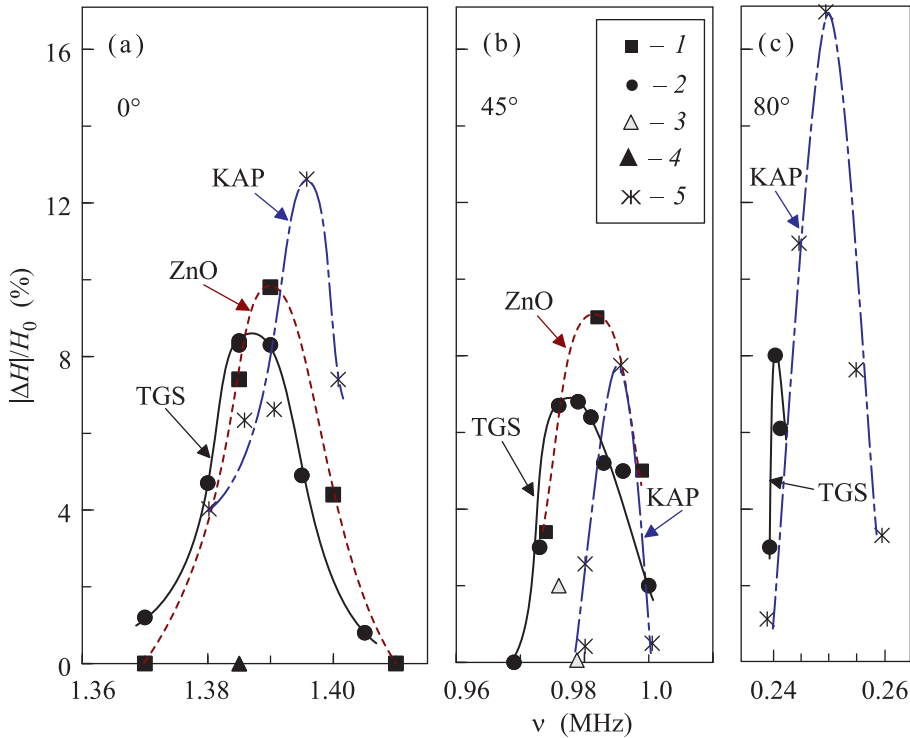 (a)
(b)
(c)
16
12
8
4
0
|ΔH|/H0 (%)
0°
45°
80°
– 1
– 2
– 3
– 4
– 5
KAP
ZnO
TGS
ZnO
TGS
KAP
KAP
TGS
1.36
1.38
1.40
0.96
0.98
1.0
0.24
0.26
ν (MHz)